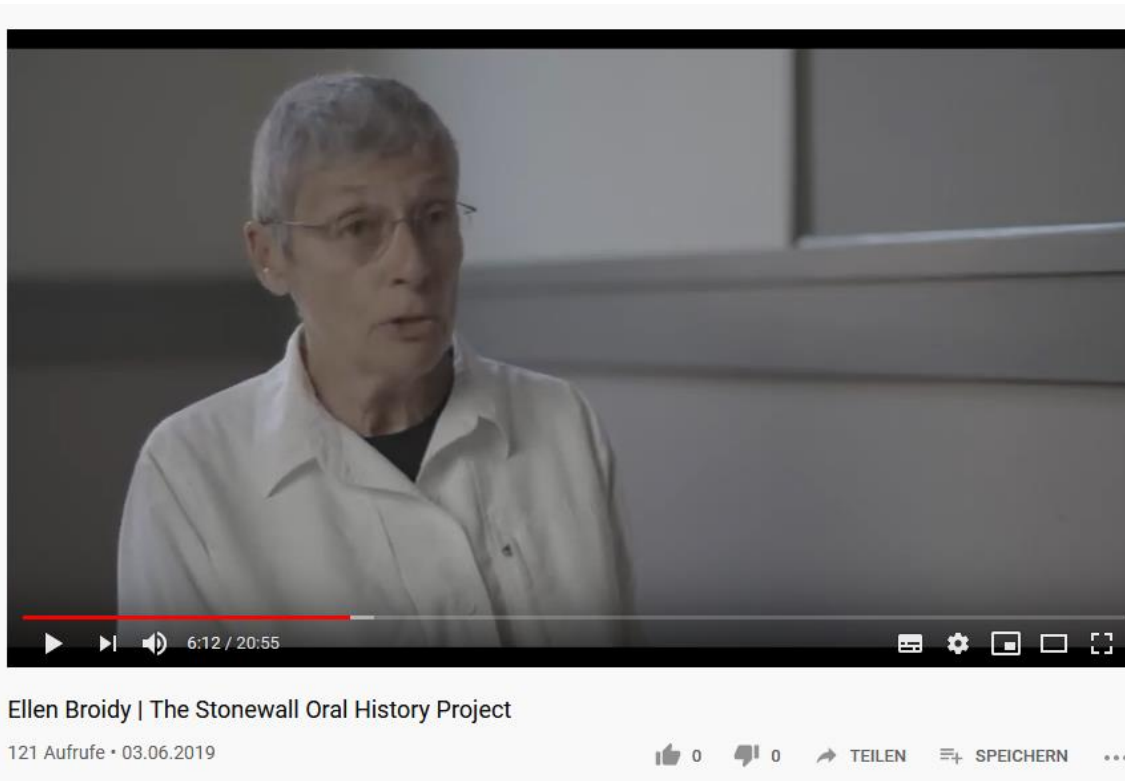 6:12 / 20:55
Ellen Broidy | The Stonewall Oral History Project
121 Aufrufe • 03.06.2019
0 0 TEILEN SPEICHERN